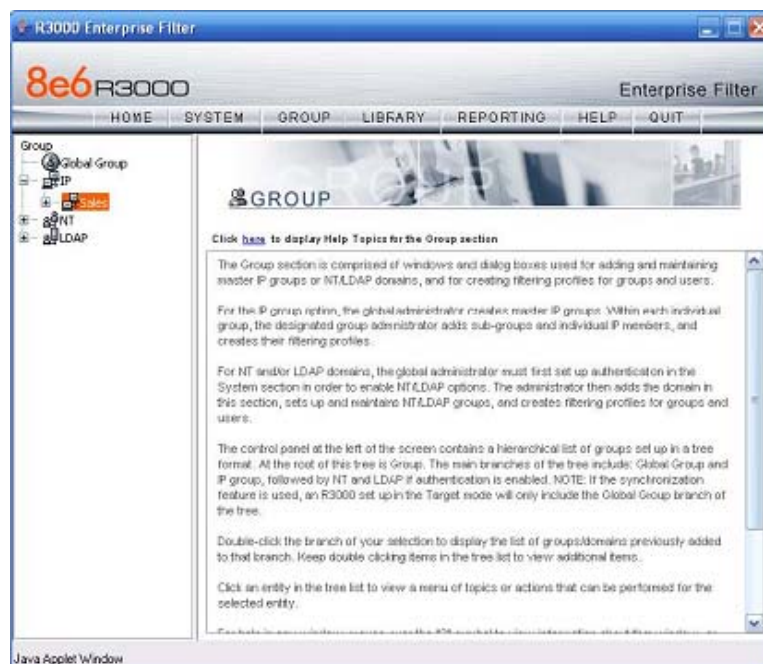 R3000 Enterprise Filter
8e6 R3000
Enterprise Filter
HOME SYSTEM GROUP LIBRARY REPORTING HELP QUIT
Group
Global Group
IP
Sales
NT
LDAP
GROUP
GROUP
Click here to display Help Topics for the Group section
The Group section is comprised of windows and dialog boxes used for adding and maintaining
master IP groups or NT/LDAP domains, and for creating filtering profiles for groups and users.
For the IP group option, the global administrator creates master IP groups. Within each individual
group, the designated group administrator adds sub-groups and individual IP members, and
creates their filtering profiles.
For NT and/or LDAP domains, the global administrator must first set up authentication in the
System section in order to enable NT/LDAP options. The administrator then adds the domain in
this section, sets up and maintains NT/LDAP groups, and creates filtering profiles for groups and
users.
The control panel at the left of the screen contains a hierarchical list of groups set up in a tree
format. At the root of this tree is Group. The main branches of the tree include: Global Group and
IP group, followed by NT and LDAP if authentication is enabled. NOTE: If the synchronization
feature is used, an R3000 set up in the Target mode will only include the Global Group branch of
the tree.
Double-click the branch of your selection to display the list of groups/domains previously added
to that branch. Keep double clicking items in the tree list to view additional items.
Click an entity in the tree list to view a menu of topics or actions that can be performed for the
selected entity.
Java Applet Window